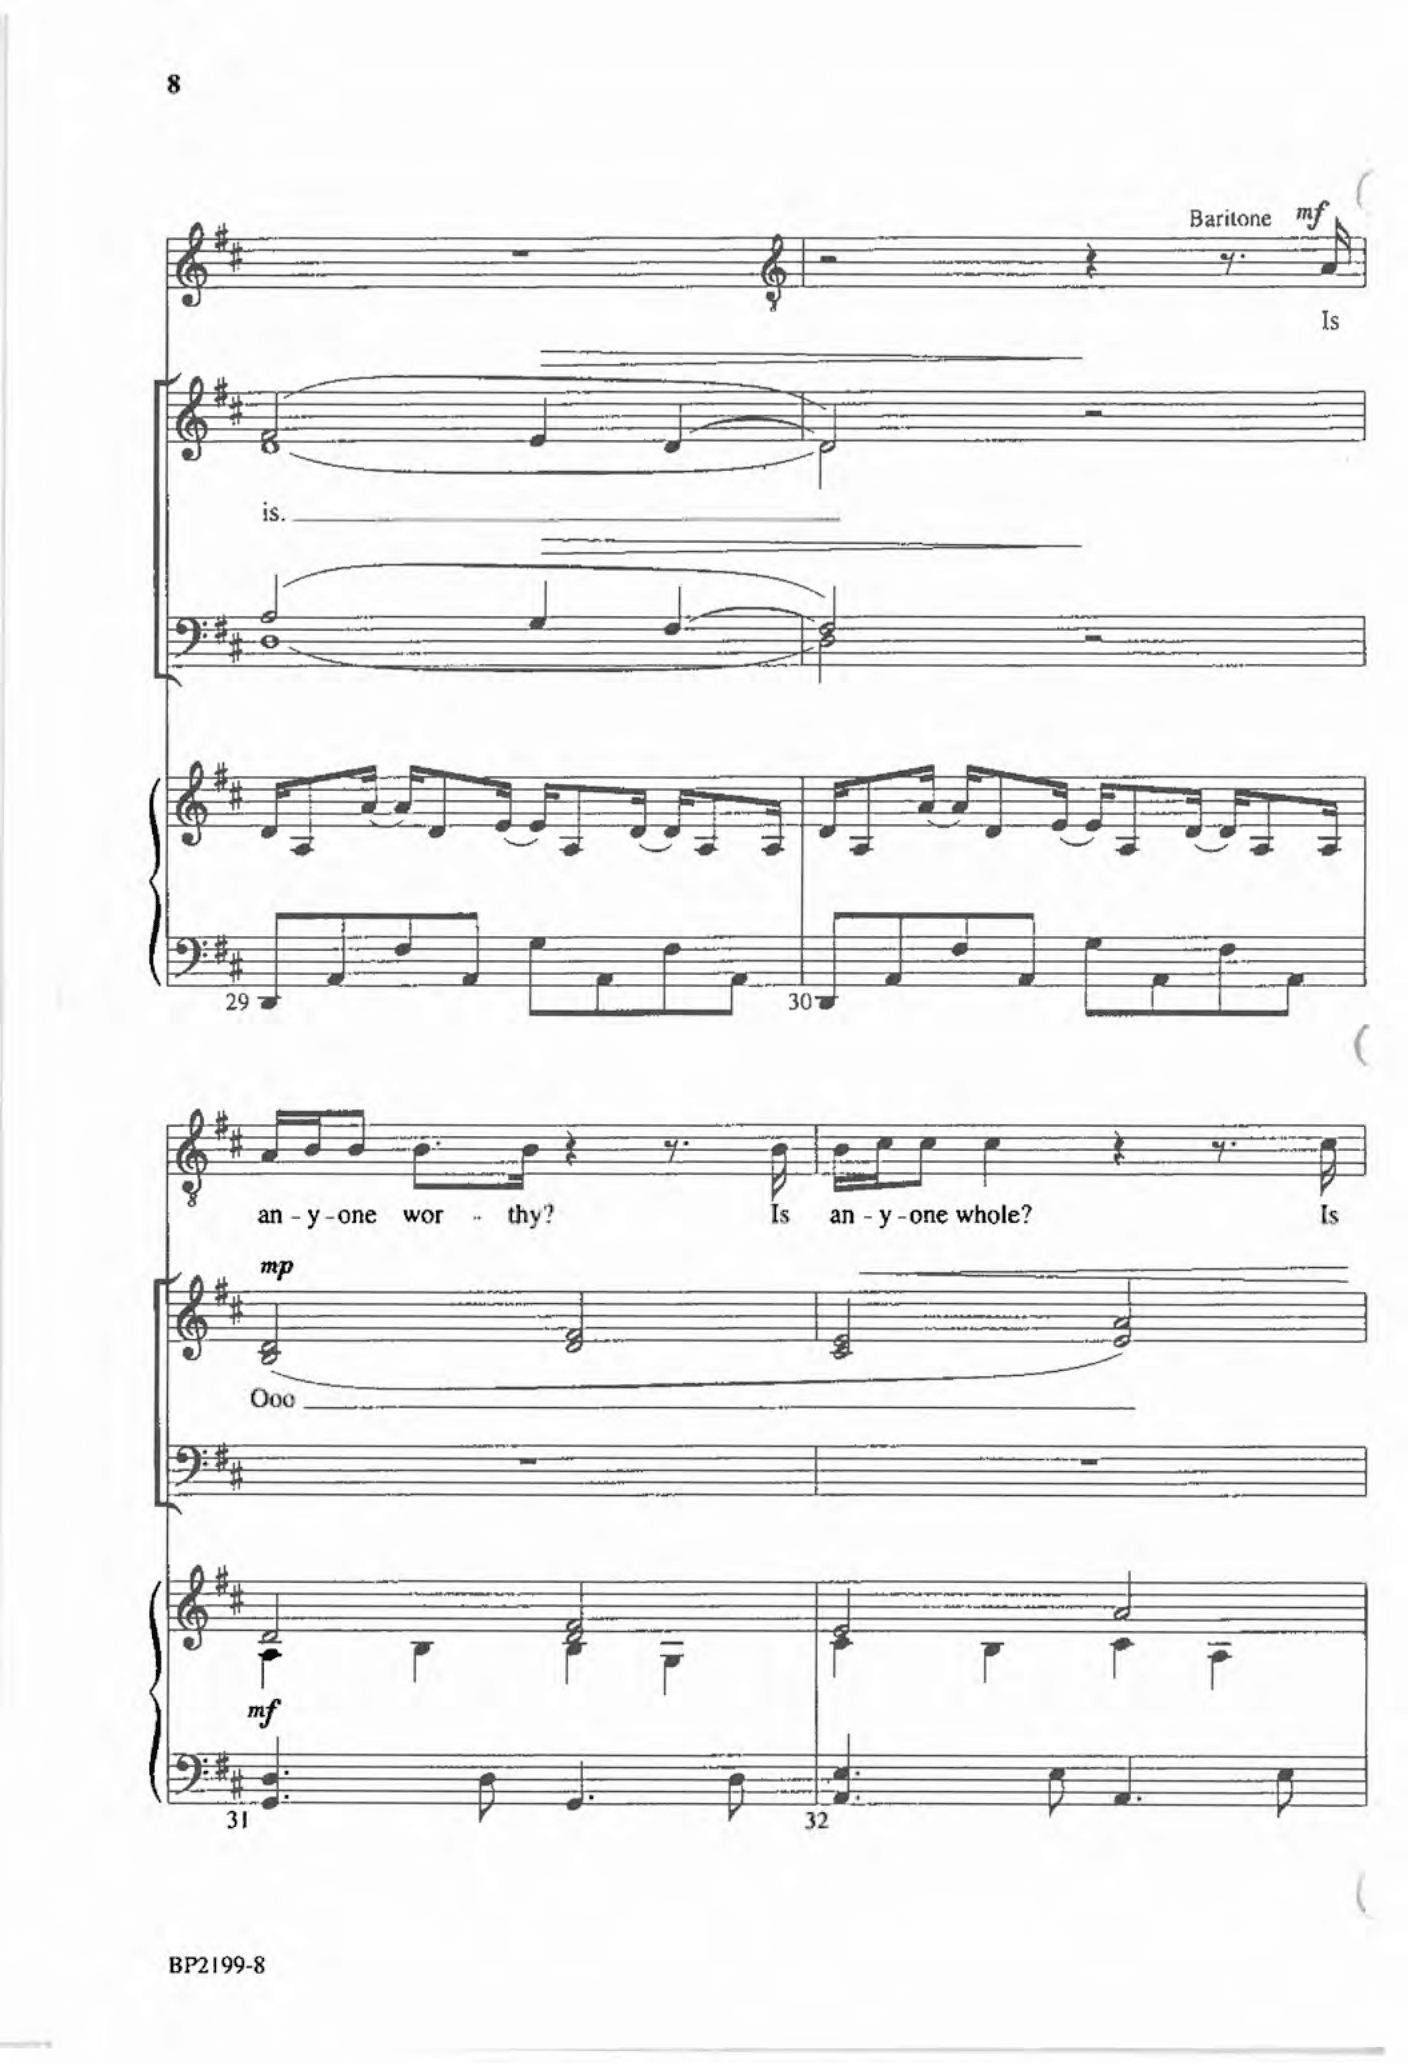 8
Baritone mf
Is
is.
29 30
an - y - one wor - thy? Is an - y - one whole? Is
mp
Ooo
mf
31 32
BP2199-8